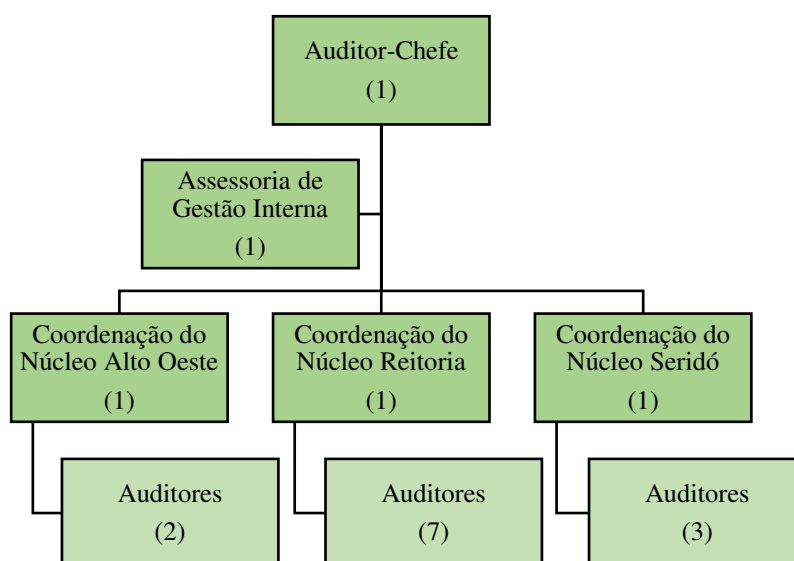 Auditor-Chefe
(1)
Assessoria de
Gestão Interna
(1)
Coordenação do
Núcleo Alto Oeste
(1)
Coordenação do
Núcleo Reitoria
(1)
Coordenação do
Núcleo Seridó
(1)
Auditores
(2)
Auditores
(7)
Auditores
(3)